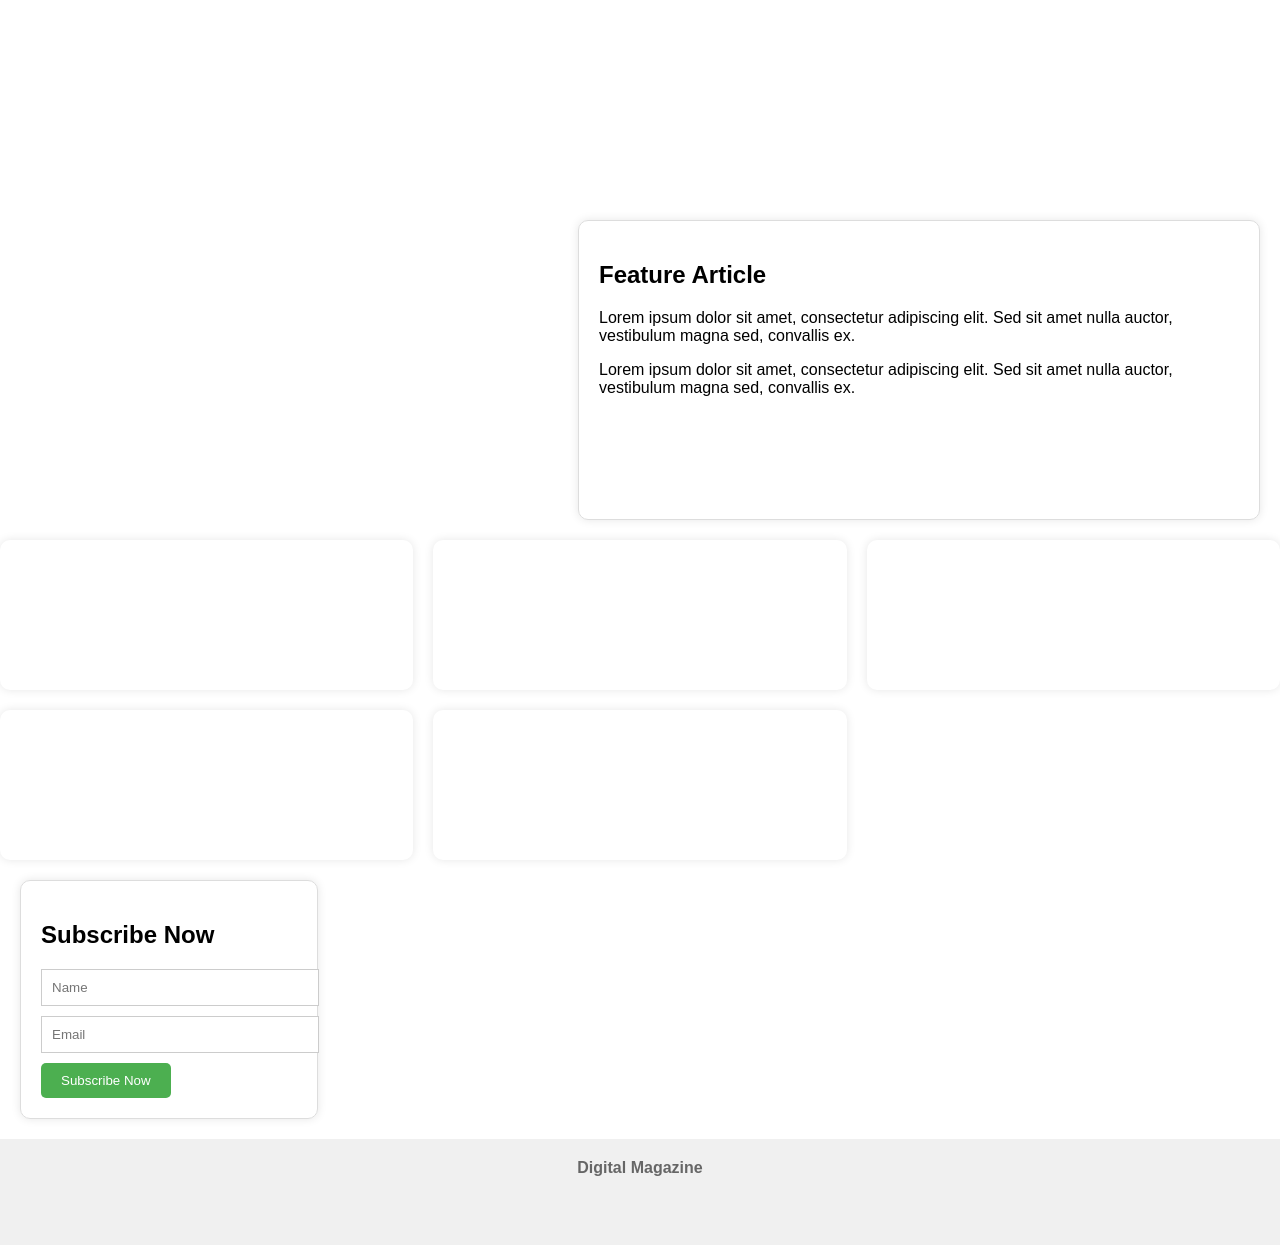 Feature Article
Lorem ipsum dolor sit amet, consectetur adipiscing elit. Sed sit amet nulla auctor,
vestibulum magna sed, convallis ex.
Lorem ipsum dolor sit amet, consectetur adipiscing elit. Sed sit amet nulla auctor,
vestibulum magna sed, convallis ex.
Subscribe Now
Name
Email
Subscribe Now
Digital Magazine